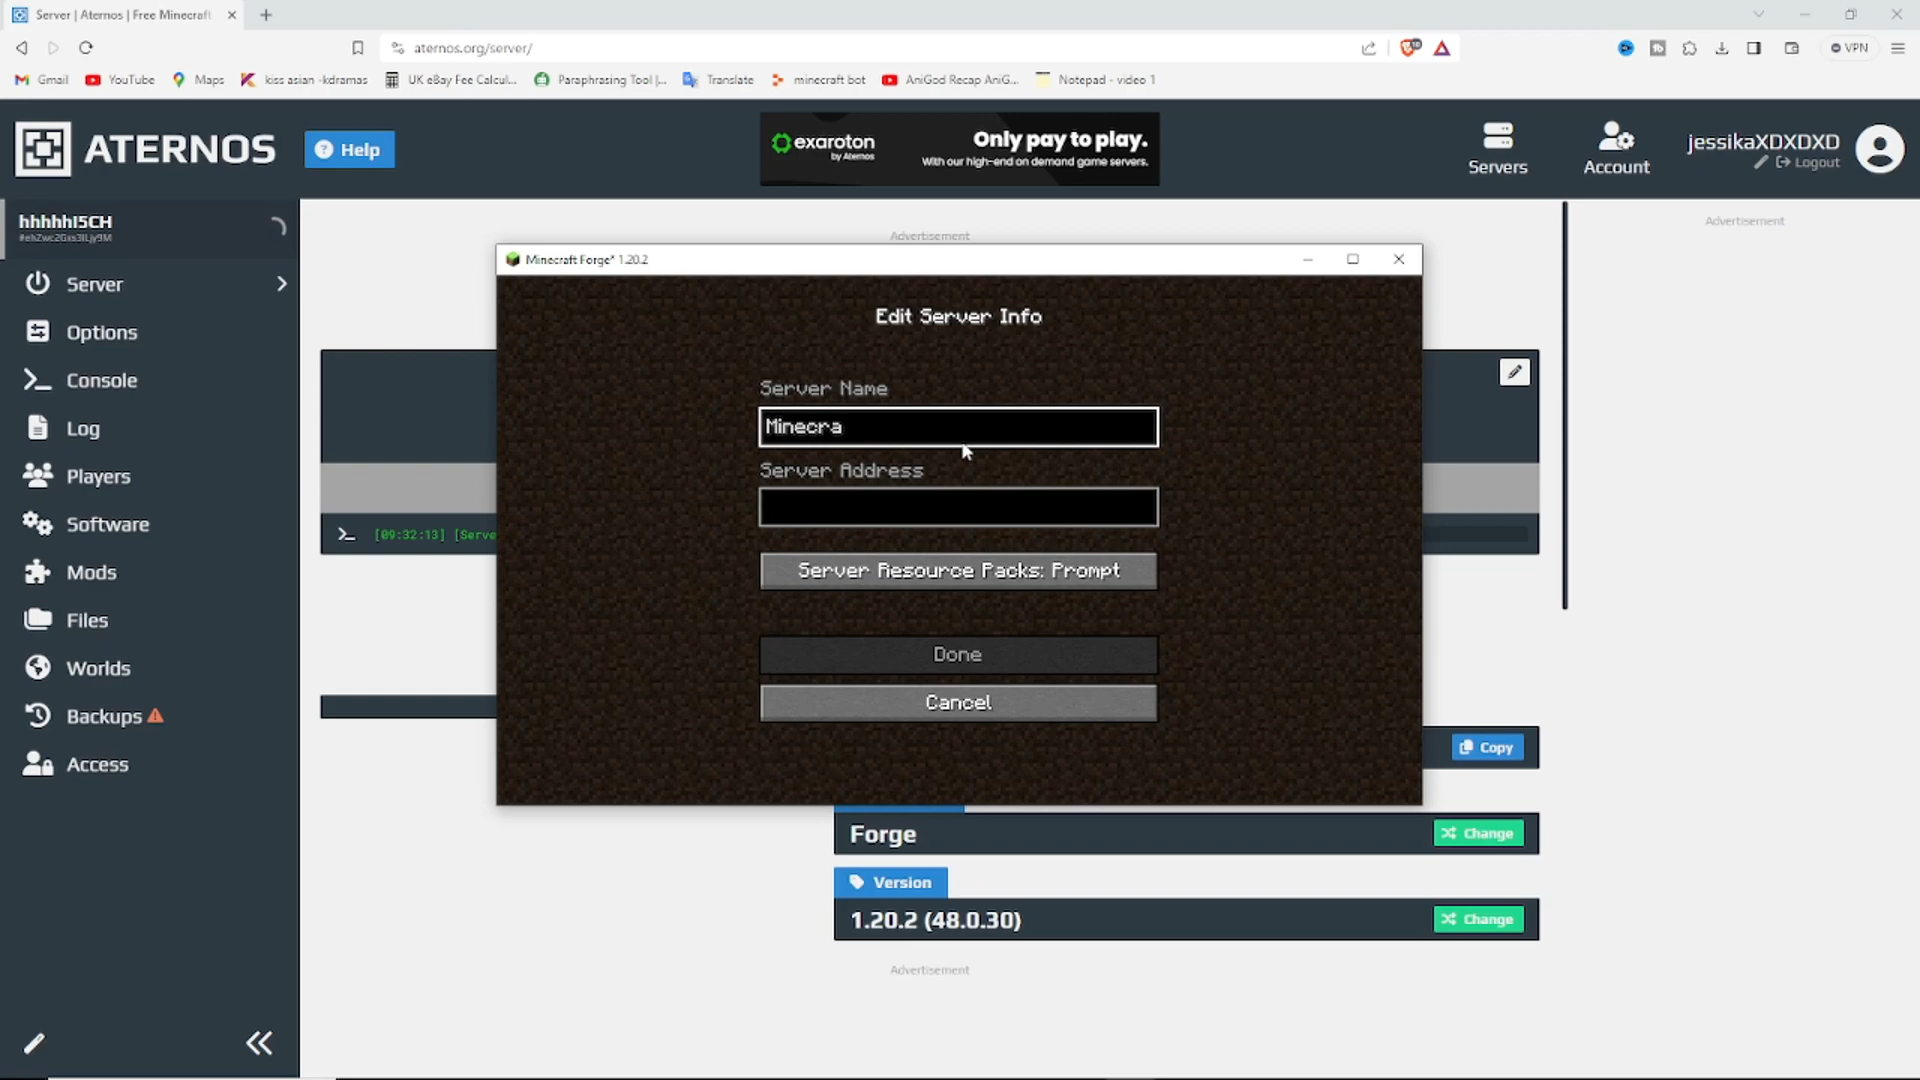 Server | Aternos | Free Minecraft
aternos.org/server/
VPN
Gmail
YouTube
Maps
kiss asian -kdramas
UK eBay Fee Calcul...
Paraphrasing Tool |...
Translate
minecraft bot
AniGod Recap AniG...
Notepad - video 1
ATERNOS
Help
exaroton
by Aternos
Only pay to play.
With our high-end on demand game servers.
Servers
Account
jessikaXDXDXD
Logout
hhhhhI5CH
Server
Options
Console
Log
Players
Software
Mods
Files
Worlds
Backups
Access
Advertisement
Advertisement
Minecraft Forge* 1.20.2
Edit Server Info
Server Name
Minecra
Server Address
Server Resource Packs: Prompt
Done
Cancel
[09:32:13] [Serve
Copy
Forge
Change
Version
1.20.2 (48.0.30)
Change
Advertisement